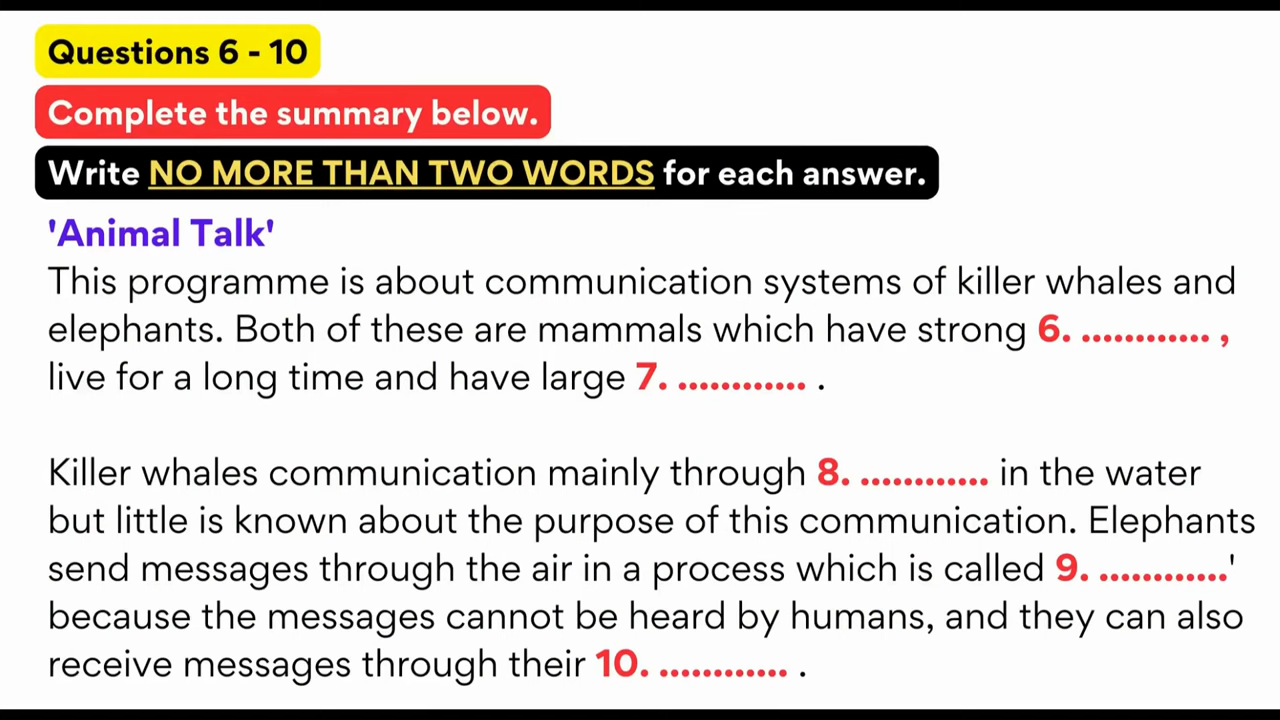 Questions 6 - 10
Complete the summary below.
Write NO MORE THAN TWO WORDS for each answer.
'Animal Talk'
This programme is about communication systems of killer whales and
elephants. Both of these are mammals which have strong 6. ............ ,
live for a long time and have large 7. ............ .
Killer whales communication mainly through 8. ............ in the water
but little is known about the purpose of this communication. Elephants
send messages through the air in a process which is called 9. ............'
because the messages cannot be heard by humans, and they can also
receive messages through their 10. ............ .